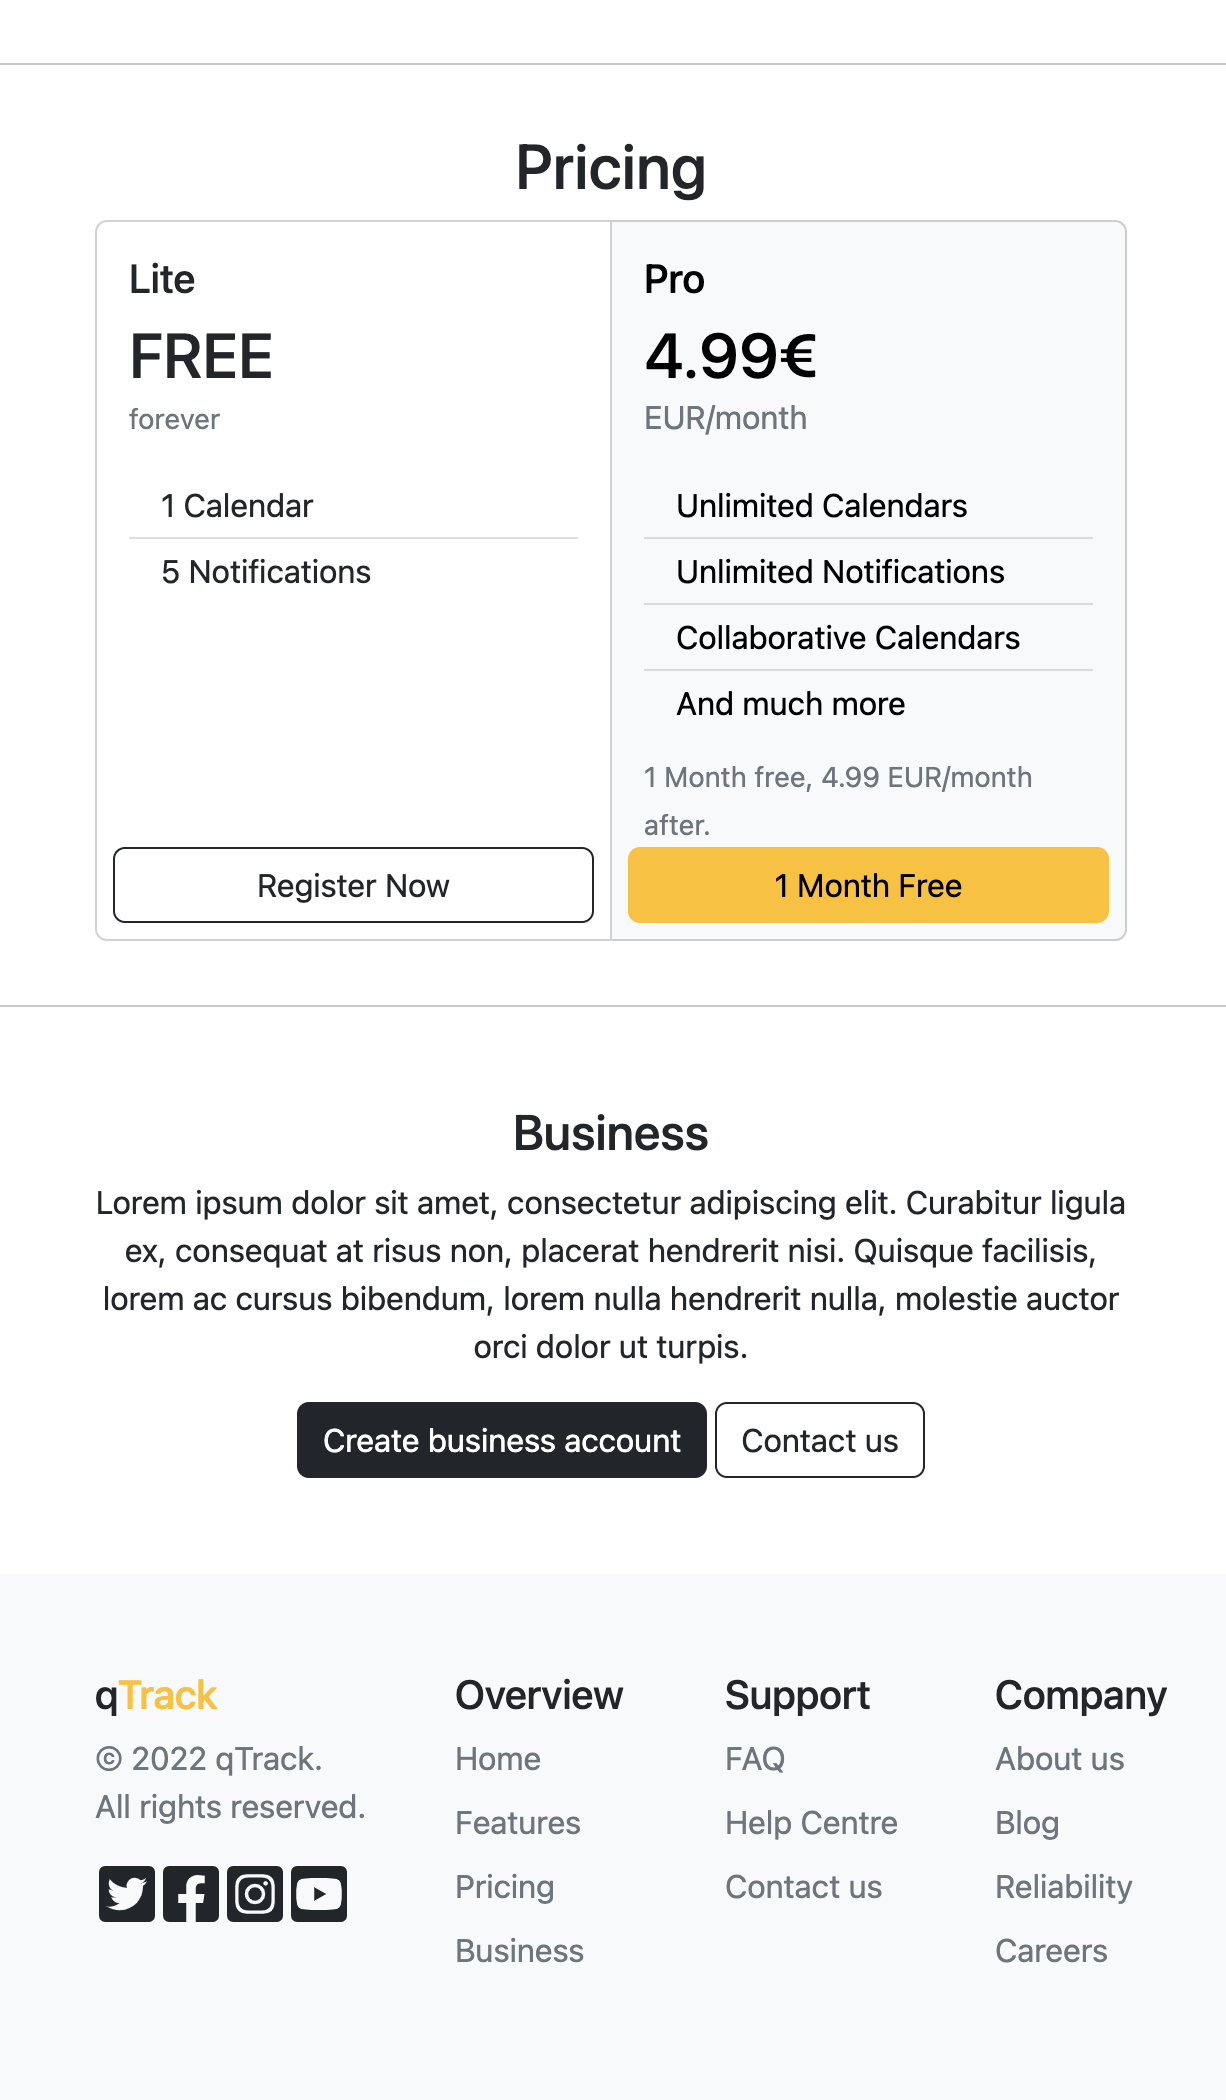 Pricing
Lite
FREE
forever
1 Calendar
5 Notifications
Register Now
Pro
4.99€
EUR/month
Unlimited Calendars
Unlimited Notifications
Collaborative Calendars
And much more
1 Month free, 4.99 EUR/month
after.
1 Month Free
Business
Lorem ipsum dolor sit amet, consectetur adipiscing elit. Curabitur ligula
ex, consequat at risus non, placerat hendrerit nisi. Quisque facilisis,
lorem ac cursus bibendum, lorem nulla hendrerit nulla, molestie auctor
orci dolor ut turpis.
Create business account
Contact us
qTrack
© 2022 qTrack.
All rights reserved.
Overview
Home
Features
Pricing
Business
Support
FAQ
Help Centre
Contact us
Company
About us
Blog
Reliability
Careers